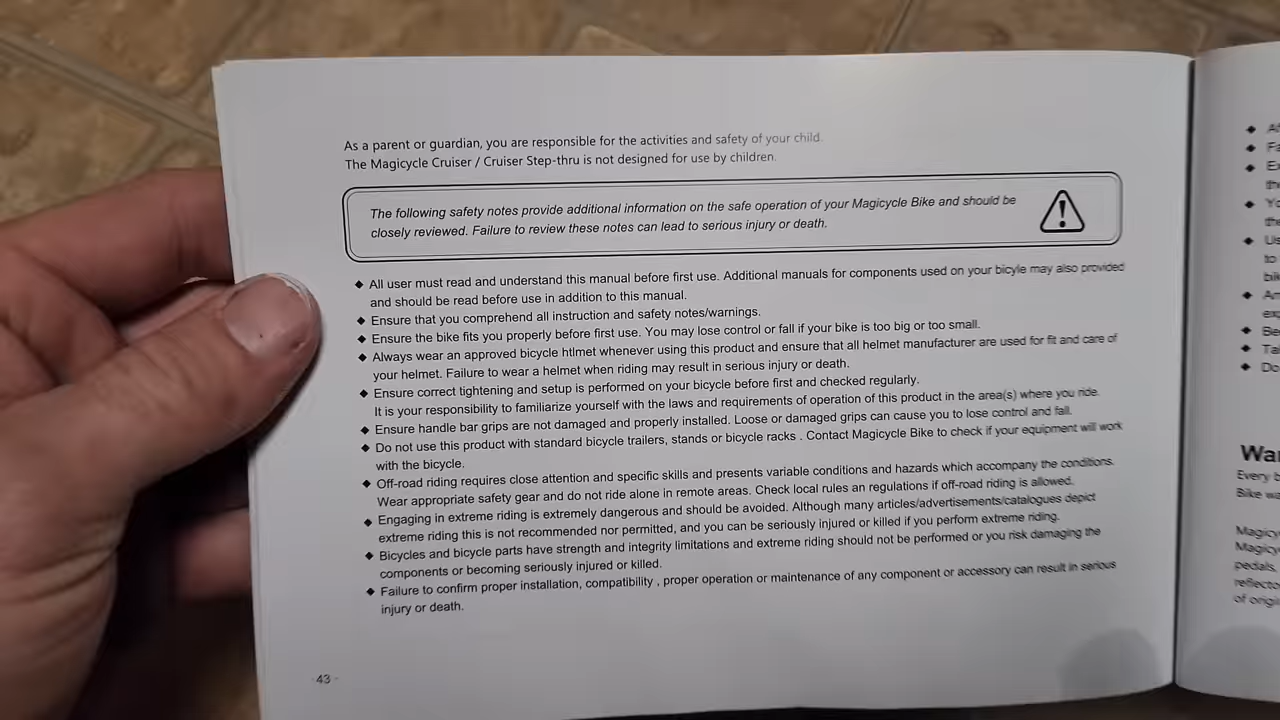 As a parent or guardian, you are responsible for the activities and safety of your child.
The Magicycle Cruiser / Cruiser Step-thru is not designed for use by children.
The following safety notes provide additional information on the safe operation of your Magicycle Bike and should be
closely reviewed. Failure to review these notes can lead to serious injury or death.
◆ All user must read and understand this manual before first use. Additional manuals for components used on your bicyle may also provided
and should be read before use in addition to this manual.
◆ Ensure that you comprehend all instruction and safety notes/warnings.
◆ Ensure the bike fits you properly before first use. You may lose control or fall if your bike is too big or too small.
◆ Always wear an approved bicycle htlmet whenever using this product and ensure that all helmet manufacturer are used for fit and care of
your helmet. Failure to wear a helmet when riding may result in serious injury or death.
◆ Ensure correct tightening and setup is performed on your bicycle before first and checked regularly.
It is your responsibility to familiarize yourself with the laws and requirements of operation of this product in the area(s) where you ride.
◆ Ensure handle bar grips are not damaged and properly installed. Loose or damaged grips can cause you to lose control and fall.
◆ Do not use this product with standard bicycle trailers, stands or bicycle racks . Contact Magicycle Bike to check if your equipment will work
with the bicycle.
◆ Off-road riding requires close attention and specific skills and presents variable conditions and hazards which accompany the conditions.
Wear appropriate safety gear and do not ride alone in remote areas. Check local rules an regulations if off-road riding is allowed.
◆ Engaging in extreme riding is extremely dangerous and should be avoided. Although many articles/advertisements/catalogues depict
extreme riding this is not recommended nor permitted, and you can be seriously injured or killed if you perform extreme riding.
◆ Bicycles and bicycle parts have strength and integrity limitations and extreme riding should not be performed or you risk damaging the
components or becoming seriously injured or killed.
◆ Failure to confirm proper installation, compatibility , proper operation or maintenance of any component or accessory can result in serious
injury or death.
43
Every
Bike
pedals,
of